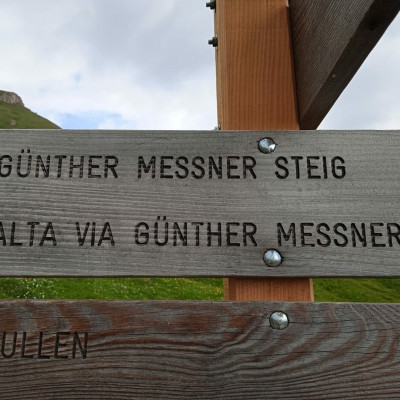 GÜNTHER MESSNER STEIG
ALTA VIA GÜNTHER MESSNER
ULLEN